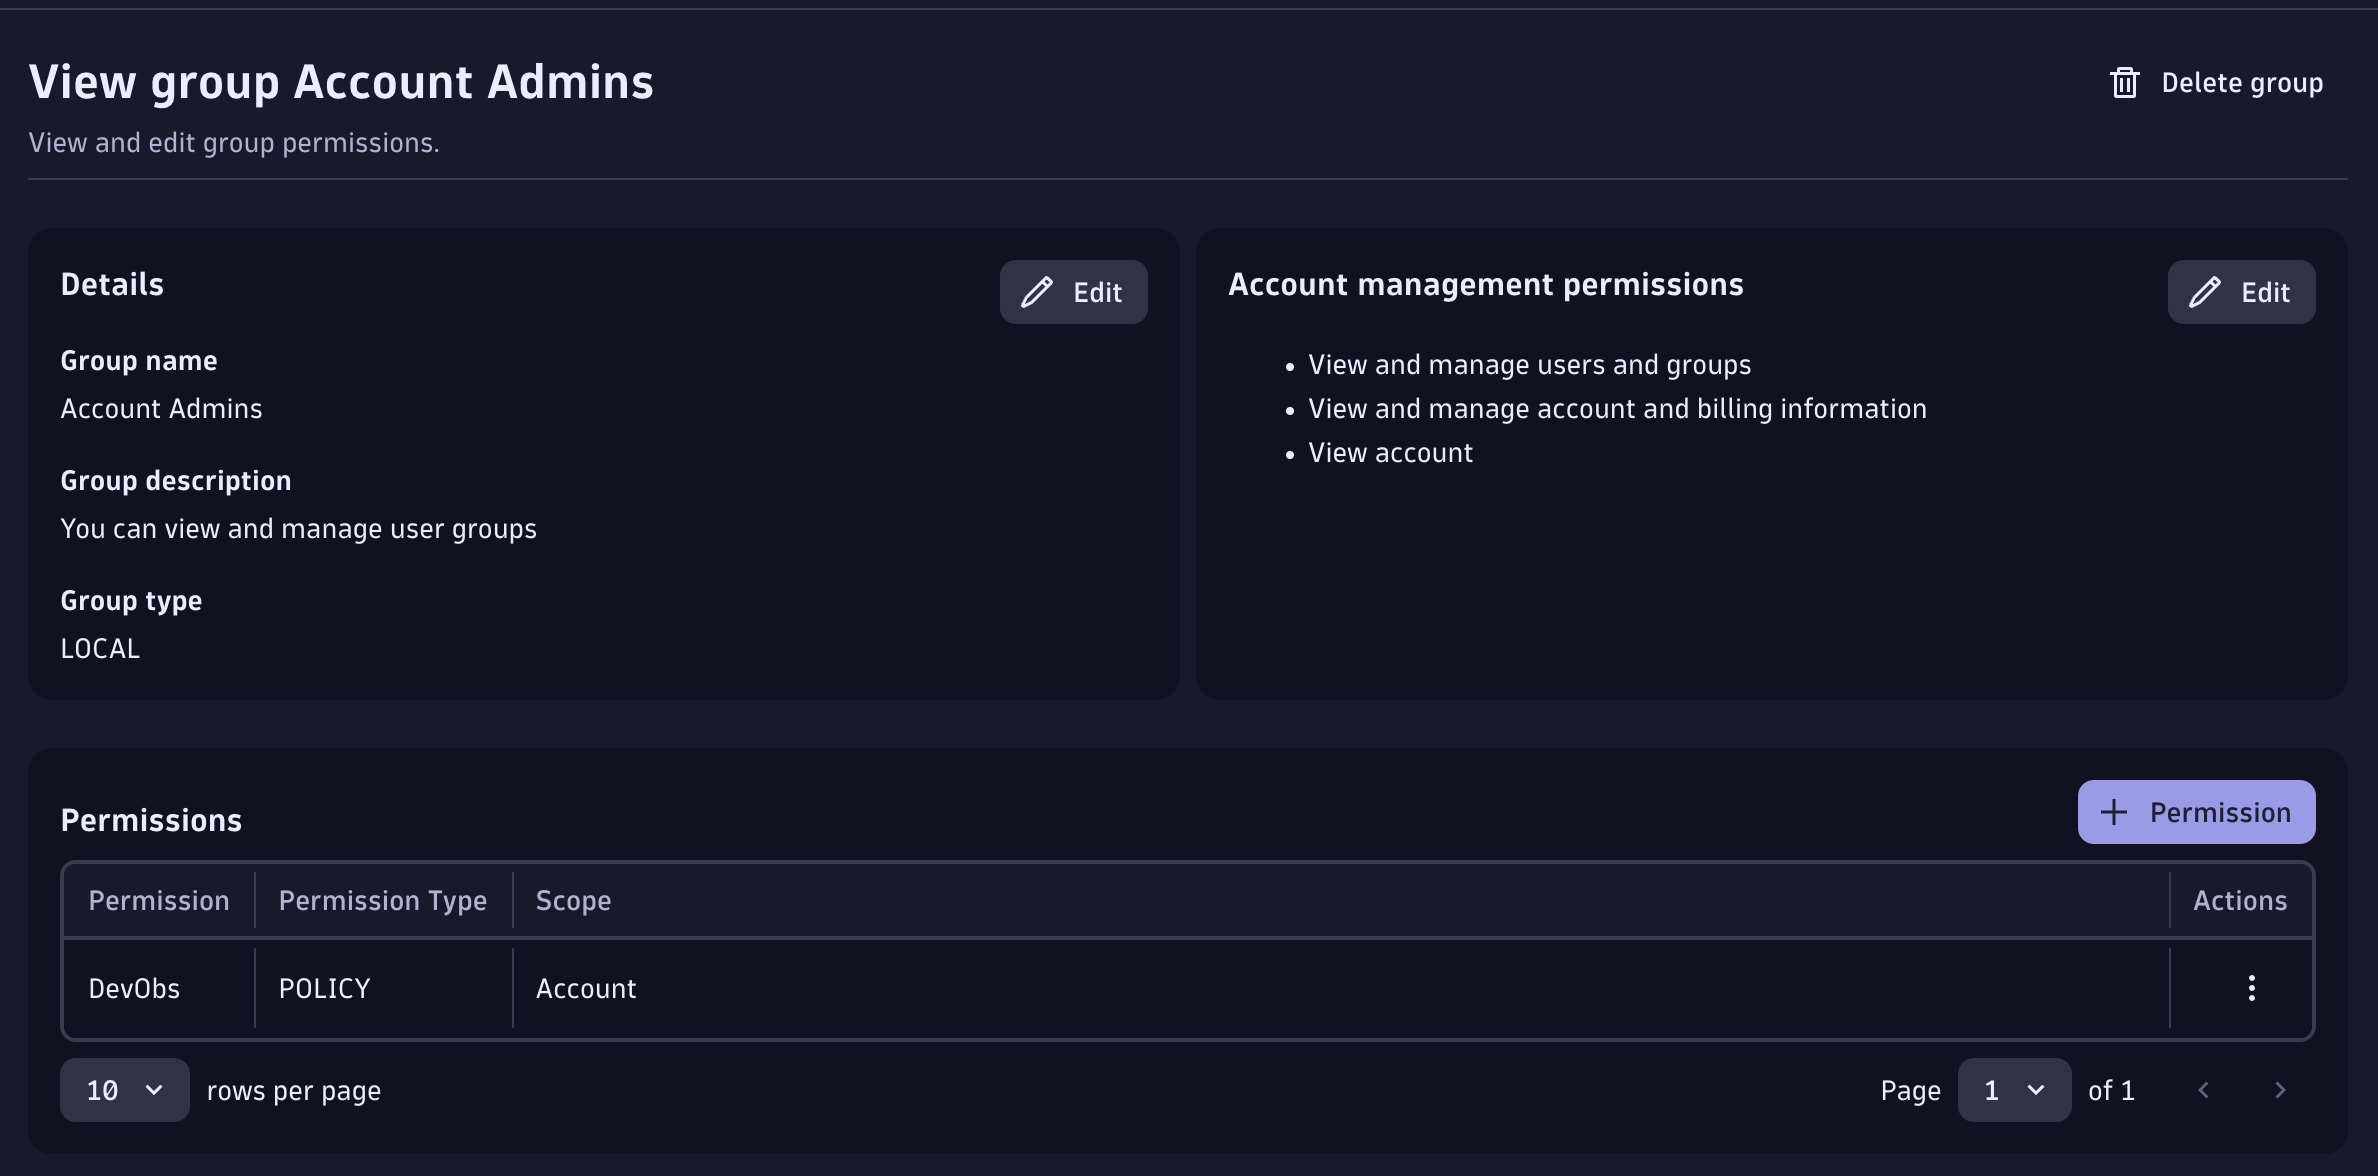 View group Account Admins
Delete group
View and edit group permissions.
Details
Edit
Group name
Account Admins
Group description
You can view and manage user groups
Group type
LOCAL
Account management permissions
Edit
• View and manage users and groups
• View and manage account and billing information
• View account
Permissions
Permission
Permission Permission Type Scope Actions
DevObs POLICY Account
10 rows per page
Page 1 of 1